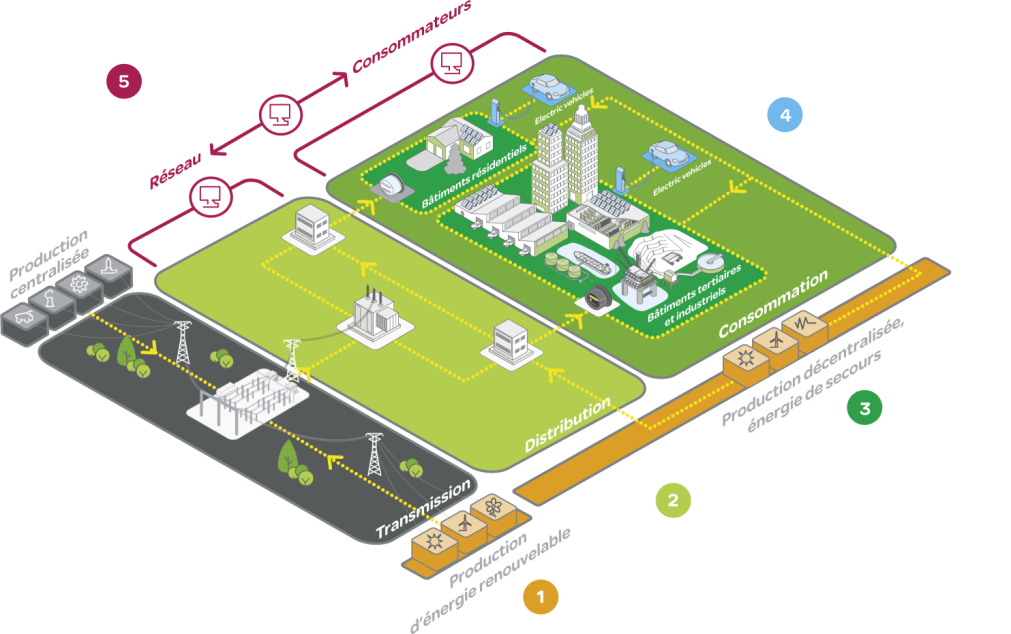 Consommateurs
5
Réseau
4
Electric vehicles
Electric vehicles
Bâtiments résidentiels
Production
centralisée
Bâtiments tertiaires
et industriels
Consommation
Production décentralisée,
énergie de secours
3
Distribution
2
Transmission
Production
d'énergie renouvelable
1